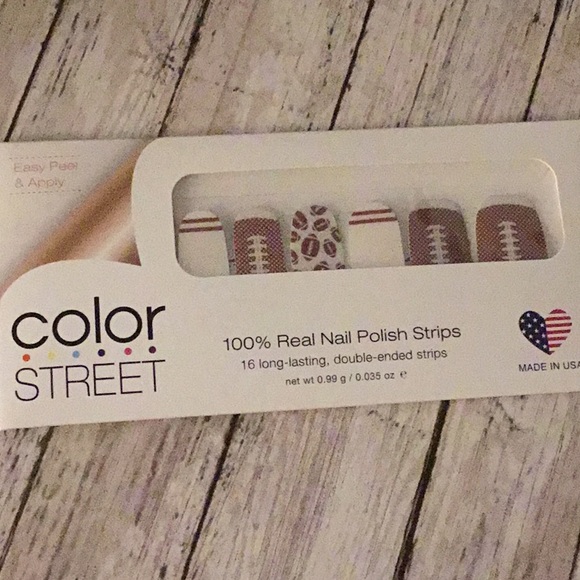 Easy Peel
& Apply
color
STREET
100% Real Nail Polish Strips
16 long-lasting, double-ended strips
net wt 0.99 g / 0.035 oz ℮
MADE IN USA